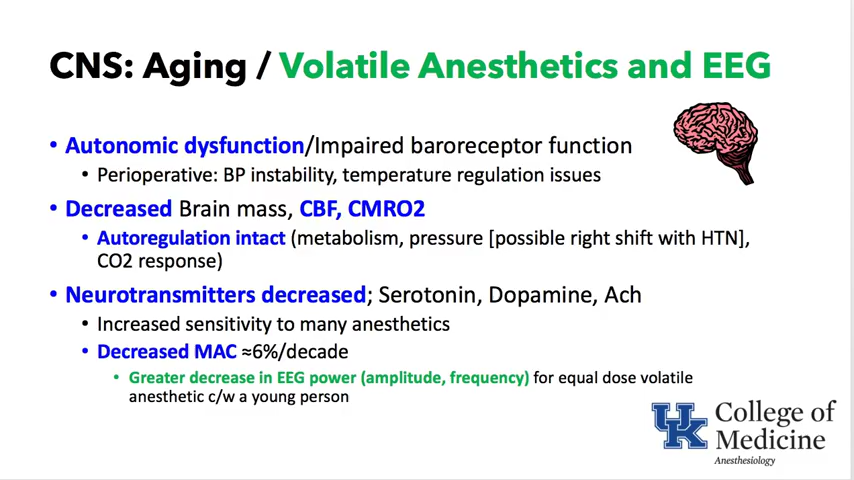 CNS: Aging / Volatile Anesthetics and EEG
• Autonomic dysfunction/Impaired baroreceptor function
• Perioperative: BP instability, temperature regulation issues
• Decreased Brain mass, CBF, CMRO2
• Autoregulation intact (metabolism, pressure [possible right shift with HTN],
CO2 response)
• Neurotransmitters decreased; Serotonin, Dopamine, Ach
• Increased sensitivity to many anesthetics
• Decreased MAC ≈6%/decade
• Greater decrease in EEG power (amplitude, frequency) for equal dose volatile
anesthetic c/w a young person
UK
College of
Medicine
Anesthesiology